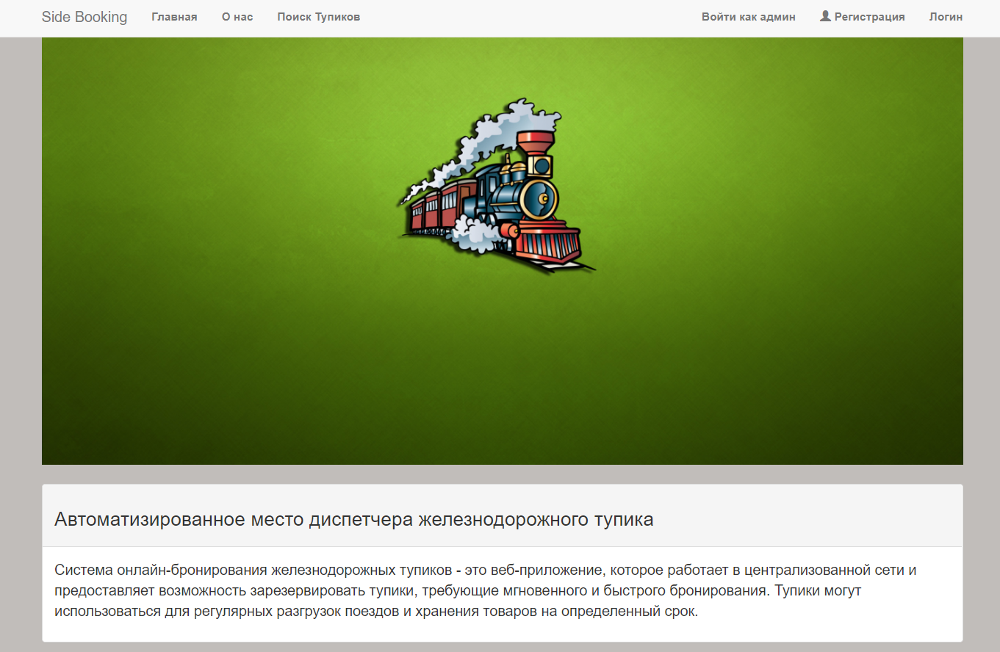 Side Booking Главная О нас Поиск Тупиков Войти как админ Регистрация Логин
Автоматизированное место диспетчера железнодорожного тупика
Система онлайн-бронирования железнодорожных тупиков - это веб-приложение, которое работает в централизованной сети и
предоставляет возможность зарезервировать тупики, требующие мгновенного и быстрого бронирования. Тупики могут
использоваться для регулярных разгрузок поездов и хранения товаров на определенный срок.